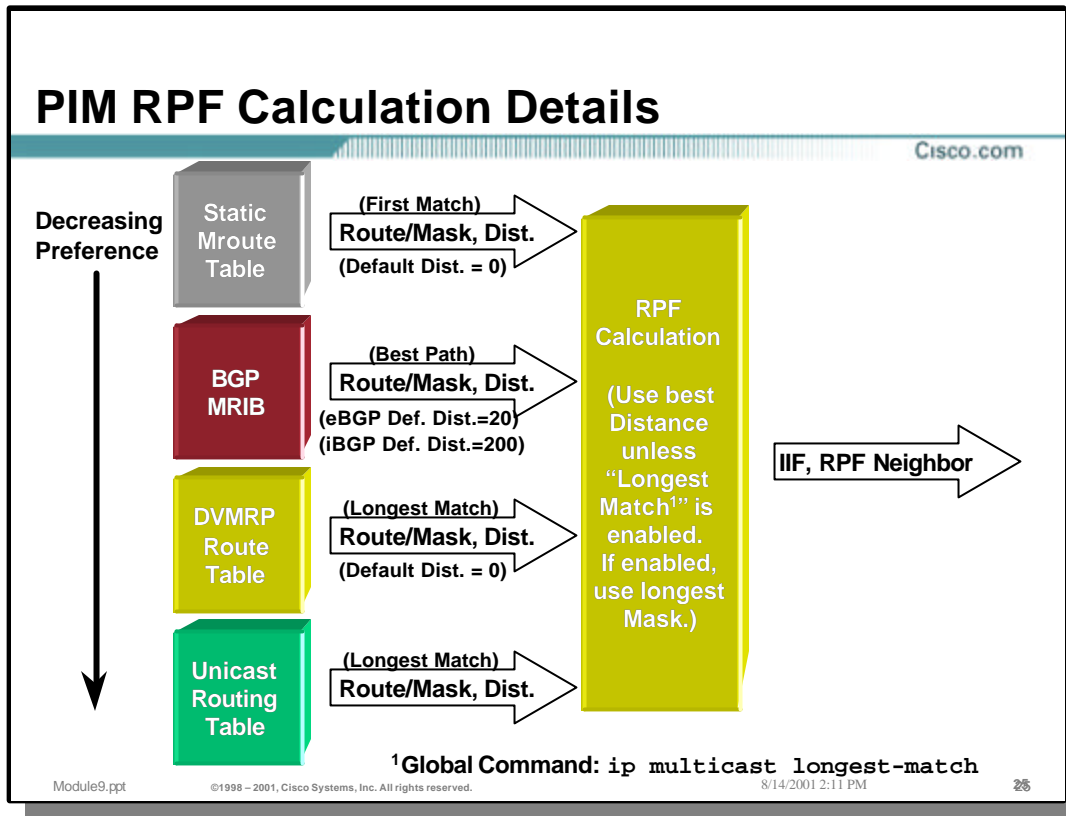 PIM RPF Calculation Details
Cisco.com
Decreasing
Preference
Static
Mroute
Table
(First Match)
Route/Mask, Dist.
(Default Dist. = 0)
BGP
MRIB
(Best Path)
Route/Mask, Dist.
(eBGP Def. Dist.=20)
(iBGP Def. Dist.=200)
DVMRP
Route
Table
(Longest Match)
Route/Mask, Dist.
(Default Dist. = 0)
Unicast
Routing
Table
(Longest Match)
Route/Mask, Dist.
RPF
Calculation
(Use best
Distance
unless
“Longest
Match¹” is
enabled.
If enabled,
use longest
Mask.)
IIF, RPF Neighbor
¹Global Command: ip multicast longest-match
Module9.ppt
©1998 – 2001, Cisco Systems, Inc. All rights reserved.
8/14/2001 2:11 PM